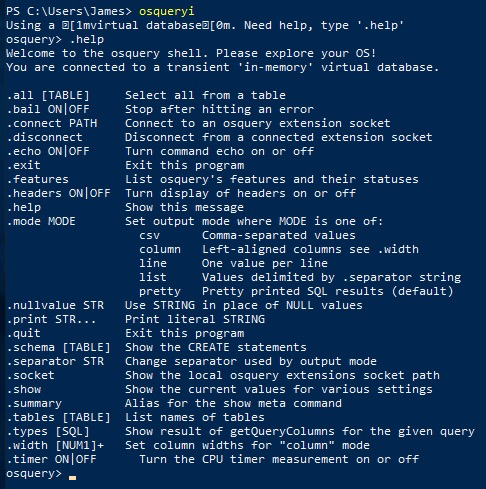 PS C:\Users\James> osqueryi
Using a ⍰[1mvirtual database⍰[0m. Need help, type '.help'
osquery> .help
Welcome to the osquery shell. Please explore your OS!
You are connected to a transient 'in-memory' virtual database.
.all [TABLE]     Select all from a table
.bail ON|OFF     Stop after hitting an error
.connect PATH    Connect to an osquery extension socket
.disconnect      Disconnect from a connected extension socket
.echo ON|OFF     Turn command echo on or off
.exit            Exit this program
.features        List osquery's features and their statuses
.headers ON|OFF  Turn display of headers on or off
.help            Show this message
.mode MODE       Set output mode where MODE is one of:
                   csv      Comma-separated values
                   column   Left-aligned columns see .width
                   line     One value per line
                   list     Values delimited by .separator string
                   pretty   Pretty printed SQL results (default)
.nullvalue STR   Use STRING in place of NULL values
.print STR...    Print literal STRING
.quit            Exit this program
.schema [TABLE]  Show the CREATE statements
.separator STR   Change separator used by output mode
.socket          Show the local osquery extensions socket path
.show            Show the current values for various settings
.summary         Alias for the show meta command
.tables [TABLE]  List names of tables
.types [SQL]     Show result of getQueryColumns for the given query
.width [NUM1]+   Set column widths for "column" mode
.timer ON|OFF      Turn the CPU timer measurement on or off
osquery>